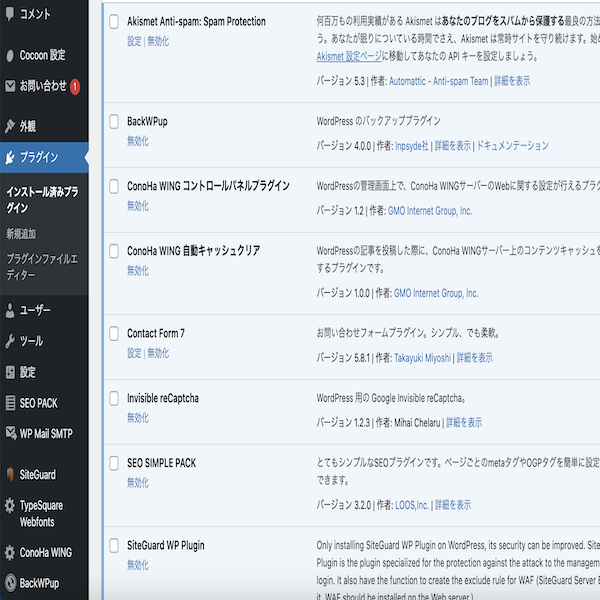 コメント
Cocoon 設定
お問い合わせ 1
外観
プラグイン
インストール済みプラ
グイン
新規追加
プラグインファイルエ
ディター
ユーザー
ツール
設定
SEO PACK
WP Mail SMTP
SiteGuard
TypeSquare
Webfonts
ConoHa WING
BackWPup
Akismet Anti-spam: Spam Protection
設定 | 無効化
何百万もの利用実績がある Akismet はあなたのブログをスパムから保護する最良の方法
う。あなたが眠りについている時間でさえ、Akismet は常時サイトを守り続けます。始め
Akismet 設定ページに移動してあなたの API キーを設定しましょう。
バージョン 5.3 | 作者: Automattic - Anti-spam Team | 詳細を表示
BackWPup
無効化
WordPress のバックアッププラグイン
バージョン 4.0.0 | 作者: Inpsyde社 | 詳細を表示 | ドキュメンテーション
ConoHa WING コントロールパネルプラグイン
無効化
WordPressの管理画面上で、ConoHa WINGサーバーのWebに関する設定が行えるプラグ
バージョン 1.2 | 作者: GMO Internet Group, Inc.
ConoHa WING 自動キャッシュクリア
無効化
WordPressの記事を投稿した際に、ConoHa WINGサーバー上のコンテンツキャッシュを
するプラグインです。
バージョン 1.0.0 | 作者: GMO Internet Group, Inc.
Contact Form 7
設定 | 無効化
お問い合わせフォームプラグイン。シンプル、でも柔軟。
バージョン 5.8.1 | 作者: Takayuki Miyoshi | 詳細を表示
Invisible reCaptcha
無効化
WordPress 用の Google Invisible reCaptcha。
バージョン 1.2.3 | 作者: Mihai Chelaru | 詳細を表示
SEO SIMPLE PACK
無効化
とてもシンプルなSEOプラグインです。ページごとのmetaタグやOGPタグを簡単に設定
できます。
バージョン 3.2.0 | 作者: LOOS,Inc. | 詳細を表示
SiteGuard WP Plugin
無効化
Only installing SiteGuard WP Plugin on WordPress, its security can be improved. Site
Plugin is the plugin specialized for the protection against the attack to the managem
login. It also have the function to create the exclude rule for WAF (SiteGuard Server E
it, WAF should be installed on the Web server.)